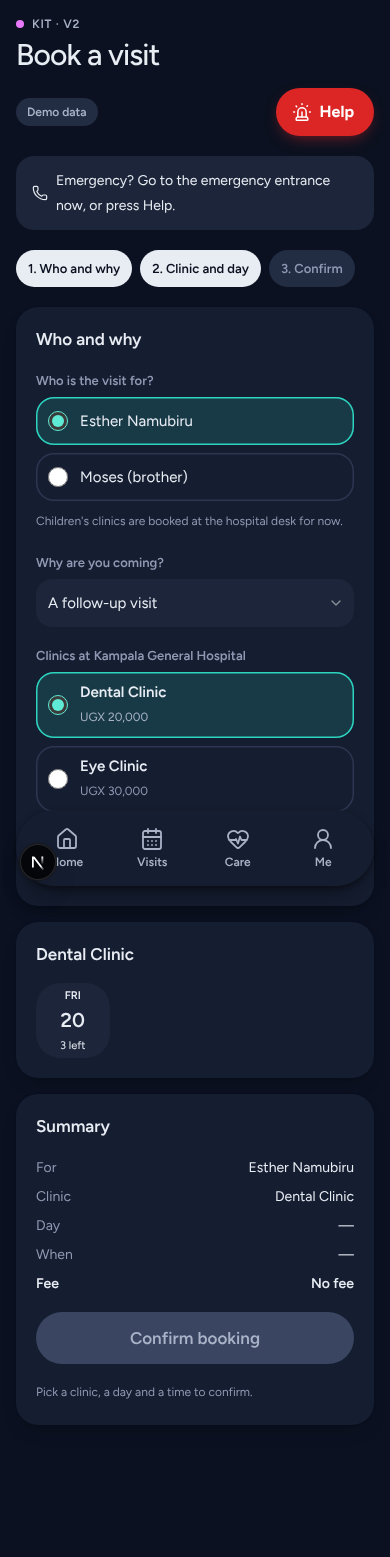 KIT · V2
Book a visit
Demo data
Help
Emergency? Go to the emergency entrance
now, or press Help.
1. Who and why
2. Clinic and day
3. Confirm
Who and why
Who is the visit for?
Esther Namubiru
Moses (brother)
Children's clinics are booked at the hospital desk for now.
Why are you coming?
A follow-up visit
Clinics at Kampala General Hospital
Dental Clinic
UGX 20,000
Eye Clinic
UGX 30,000
N
ome
Visits
Care
Me
Dental Clinic
FRI
20
3 left
Summary
For
Esther Namubiru
Clinic
Dental Clinic
Day
—
When
—
Fee
No fee
Confirm booking
Pick a clinic, a day and a time to confirm.